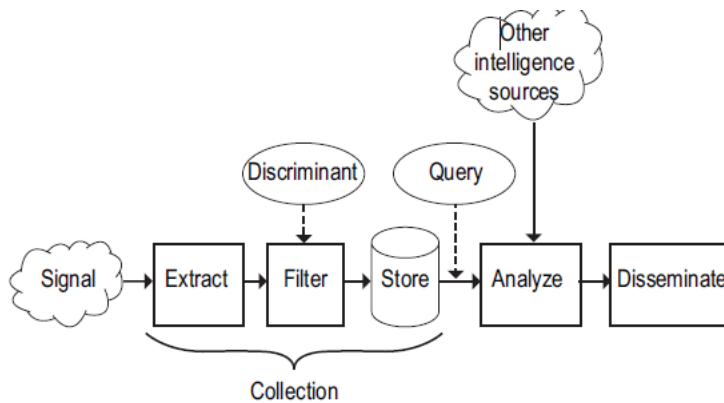 Other
intelligence
sources
Discriminant
Query
Signal
Extract
Filter
Store
Analyze
Disseminate
Collection